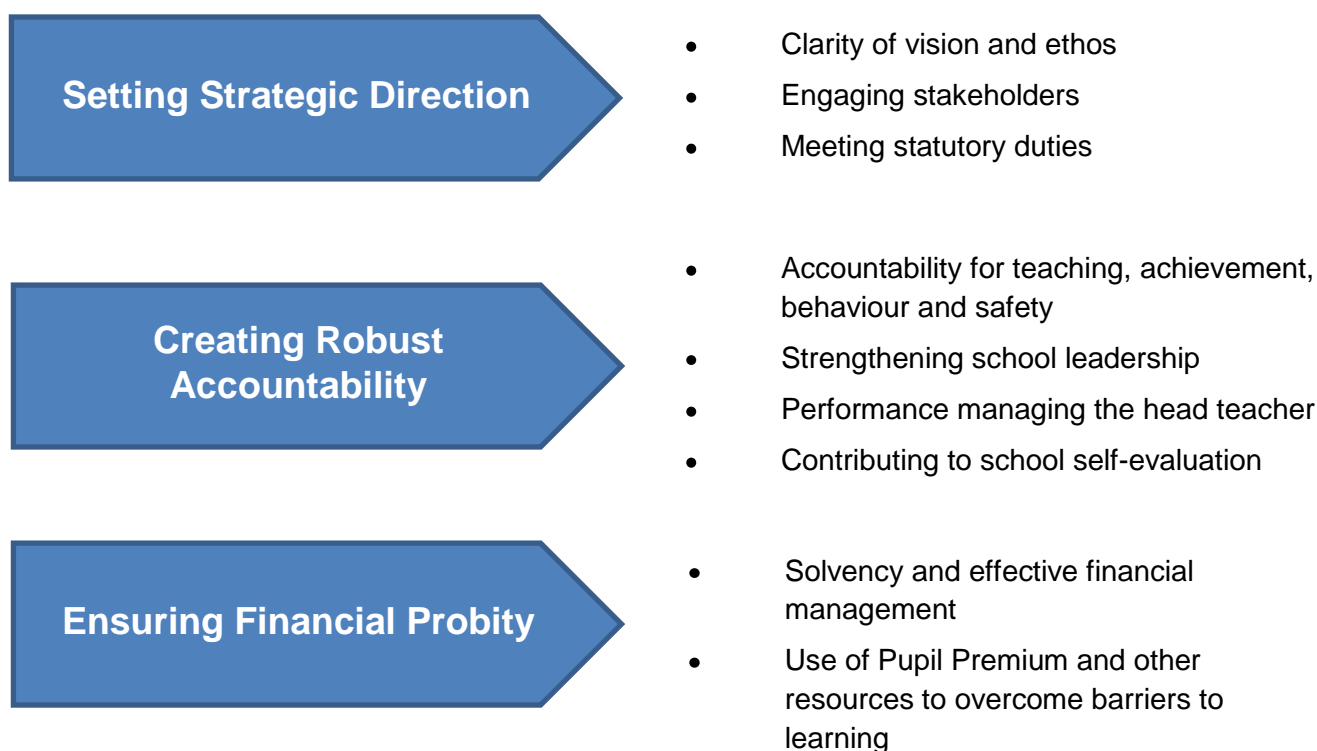 Setting Strategic Direction
• Clarity of vision and ethos
• Engaging stakeholders
• Meeting statutory duties
Creating Robust
Accountability
• Accountability for teaching, achievement,
behaviour and safety
• Strengthening school leadership
• Performance managing the head teacher
• Contributing to school self-evaluation
Ensuring Financial Probity
• Solvency and effective financial
management
• Use of Pupil Premium and other
resources to overcome barriers to
learning